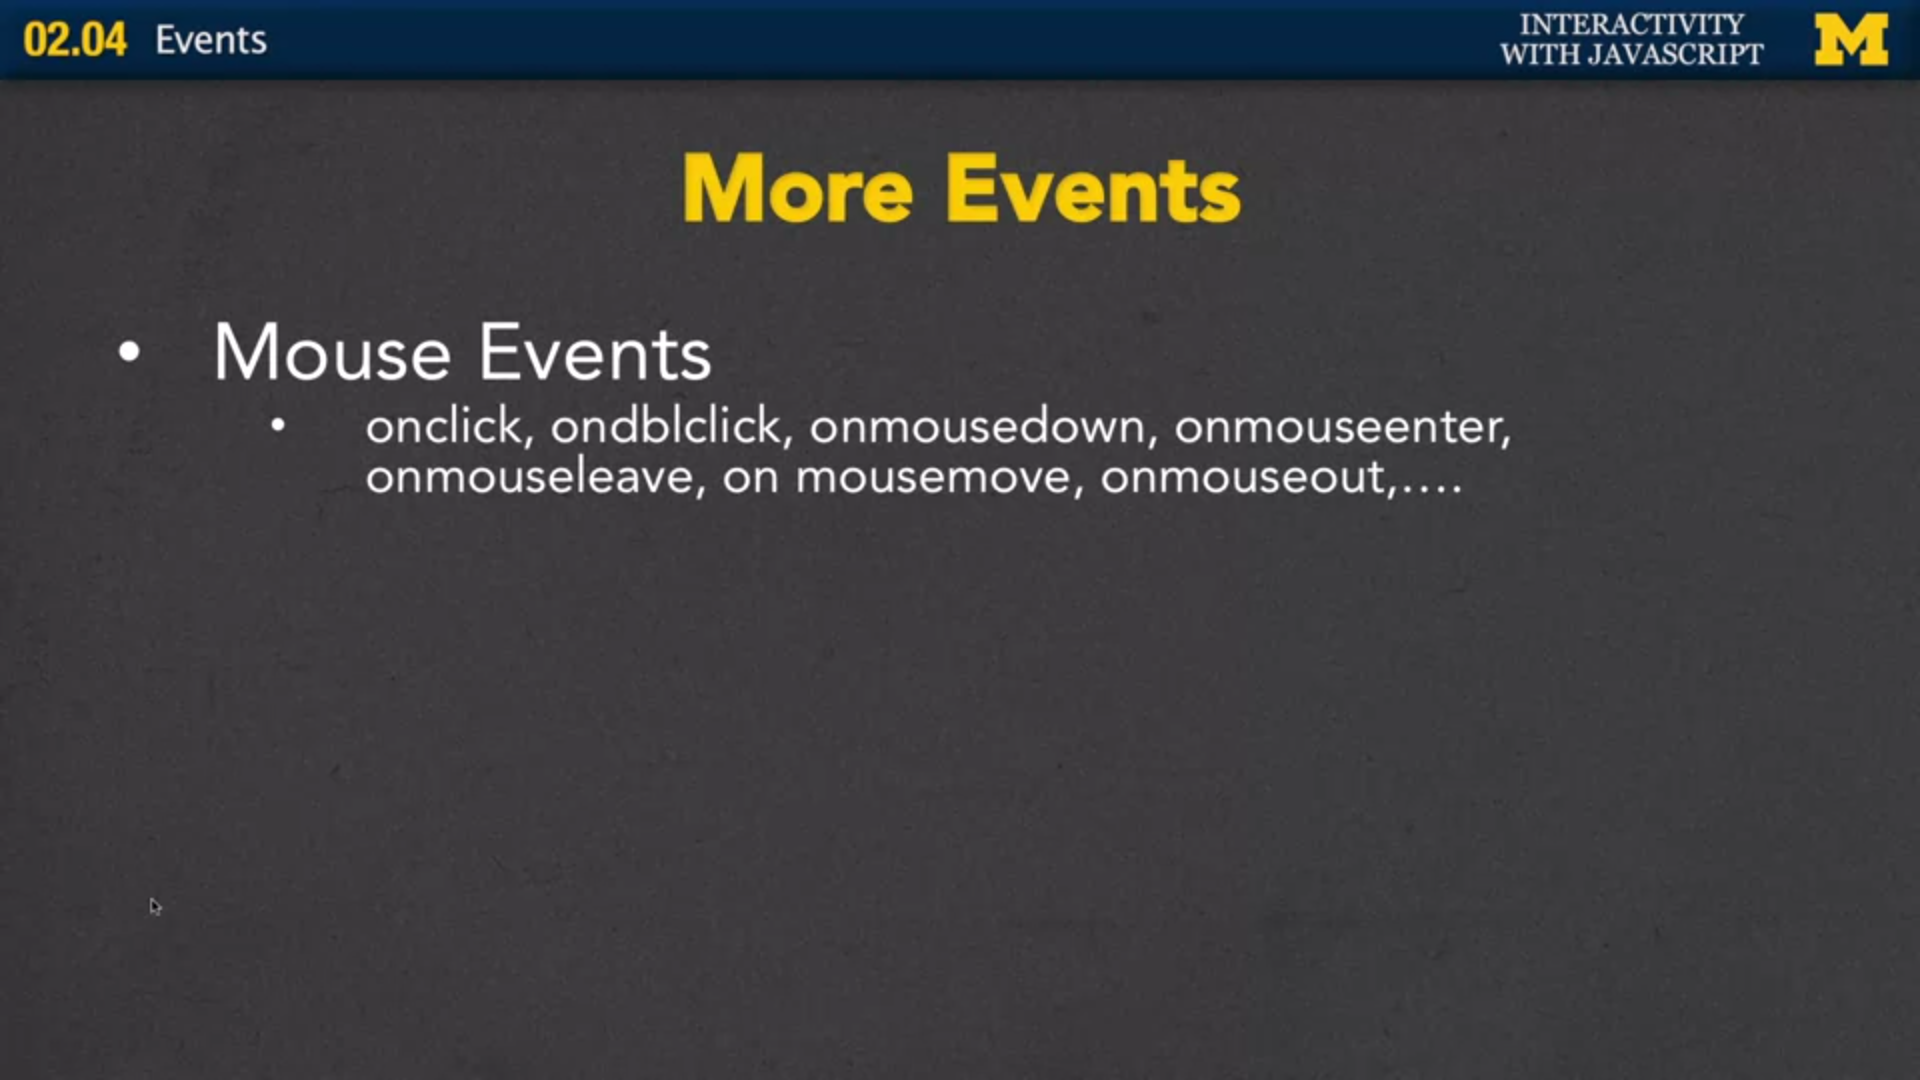 02.04 Events
INTERACTIVITY
WITH JAVASCRIPT
M
More Events
• Mouse Events
• onclick, ondblclick, onmousedown, onmouseenter,
onmouseleave, on mousemove, onmouseout,....